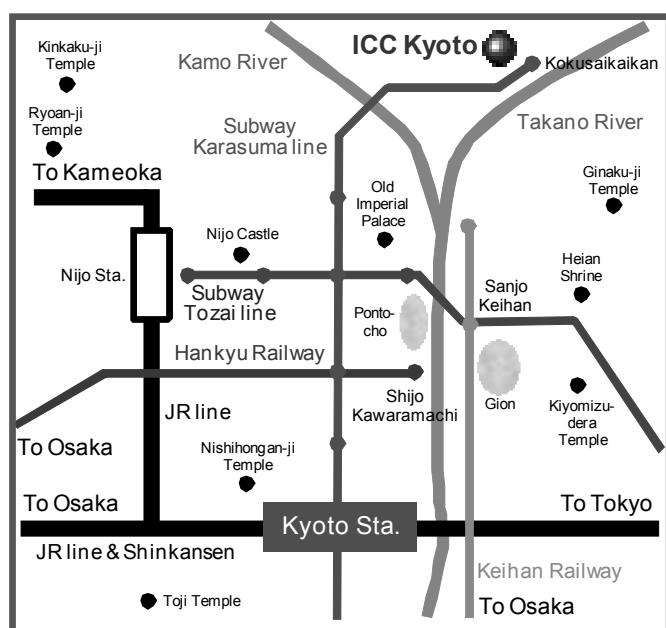 ICC Kyoto
Kinkaku-ji
Temple
Kamo River
Kokusaikaikan
Ryoan-ji
Temple
Subway
Karasuma line
Takano River
To Kameoka
Old
Imperial
Palace
Ginaku-ji
Temple
Nijo Castle
Nijo Sta.
Heian
Shrine
Subway
Tozai line
Sanjo
Keihan
Ponto-
cho
Hankyu Railway
Shijo
Kawaramachi
Gion
Kiyomizu-
dera
Temple
JR line
To Osaka
Nishihongan-ji
Temple
To Osaka
Kyoto Sta.
To Tokyo
JR line & Shinkansen
Keihan Railway
Toji Temple
To Osaka